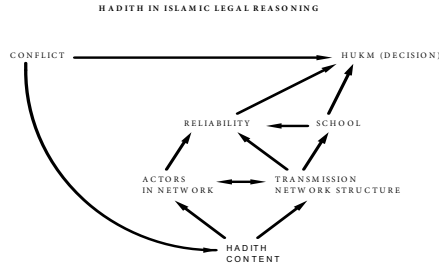 HADITH IN ISLAMIC LEGAL REASONING
CONFLICT
HUKM (DECISION)
RELIABILITY
SCHOOL
ACTORS
IN NETWORK
TRANSMISSION
NETWORK STRUCTURE
HADITH
CONTENT